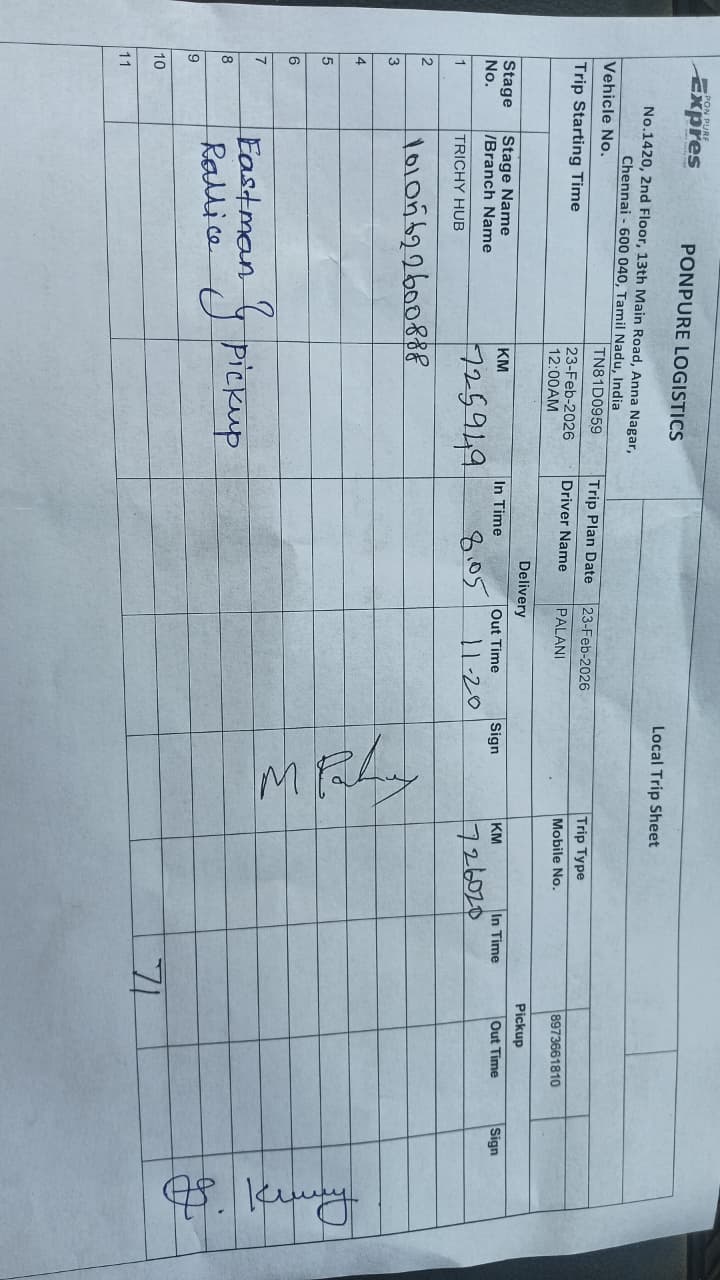 PON PURE
Expres
PONPURE LOGISTICS
No.1420, 2nd Floor, 13th Main Road, Anna Nagar,
Chennai - 600 040, Tamil Nadu, India
Local Trip Sheet
Vehicle No. TN81D0959 Trip Plan Date 23-Feb-2026 Trip Type
Trip Starting Time 23-Feb-2026 12:00AM Driver Name PALANI Mobile No. 8973661810
Delivery Pickup
Stage No. Stage Name /Branch Name KM In Time Out Time Sign KM In Time Out Time Sign
1 TRICHY HUB 725949 8.05 11.20 726020
2
3
4
5
6
7 Eastman
8 Rallice } Pickup
9
10 71
11